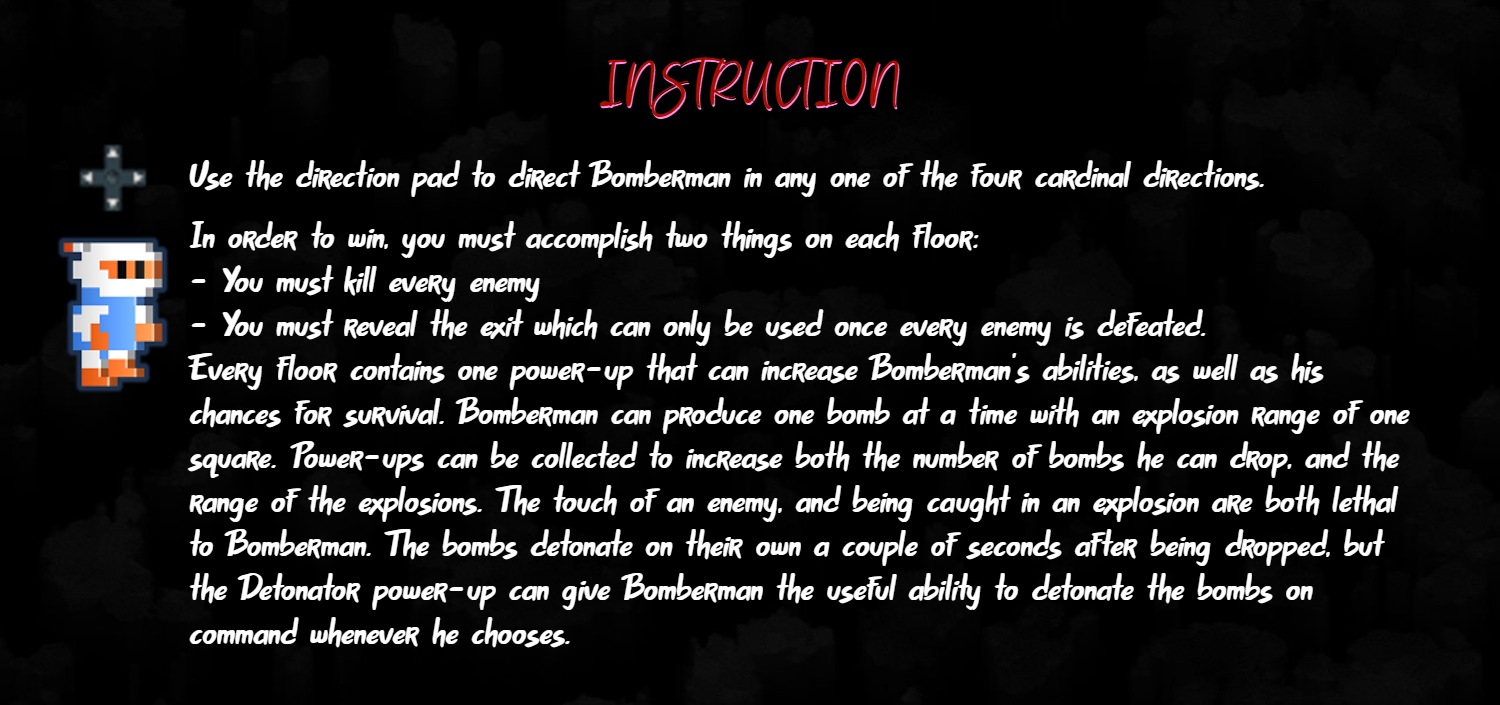 INSTRUCTION
Use the direction pad to direct Bomberman in any one of the four cardinal directions.
In order to win, you must accomplish two things on each floor:
- You must kill every enemy
- You must reveal the exit which can only be used once every enemy is defeated.
Every floor contains one power-up that can increase Bomberman's abilities, as well as his
chances for survival. Bomberman can produce one bomb at a time with an explosion range of one
square. Power-ups can be collected to increase both the number of bombs he can drop, and the
range of the explosions. The touch of an enemy, and being caught in an explosion are both lethal
to Bomberman. The bombs detonate on their own a couple of seconds after being dropped, but
the Detonator power-up can give Bomberman the useful ability to detonate the bombs on
command whenever he chooses.